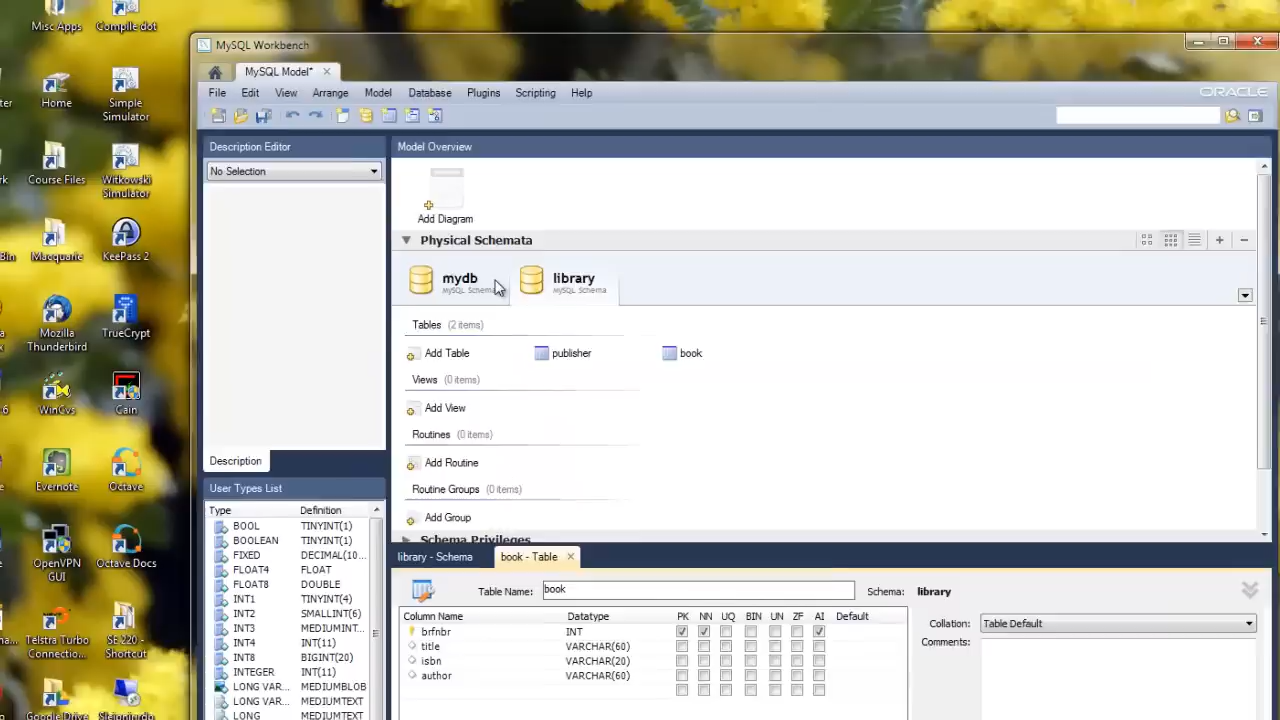 Misc Apps
Compile dot
MySQL Workbench
MySQL Model*
File Edit View Arrange Model Database Plugins Scripting Help
ORACLE
Home
Simple Simulator
Description Editor
Model Overview
No Selection
Add Diagram
Course Files
Witkowski Simulator
Physical Schemata
Macquarie
KeePass 2
mydb
MySQL Schema
library
MySQL Schema
Tables (2 items)
Add Table
publisher
book
Mozilla Thunderbird
TrueCrypt
Views (0 items)
Add View
WinCvs
Cain
Routines (0 items)
Add Routine
Description
Evernote
Octave
Routine Groups (0 items)
Add Group
User Types List
Schema Privileges
Type Definition
BOOL TINYINT(1)
BOOLEAN TINYINT(1)
FIXED DECIMAL(10...
FLOAT4 FLOAT
FLOAT8 DOUBLE
INT1 TINYINT(4)
INT2 SMALLINT(6)
INT3 MEDIUMINT...
INT4 INT(11)
INT8 BIGINT(20)
INTEGER INT(11)
LONG VAR... MEDIUMBLOB
LONG VAR... MEDIUMTEXT
LONG MEDIUMTEXT
OpenVPN GUI
Octave Docs
Telstra Turbo Connectio...
SE 220 - Shortcut
Google Drive
library - Schema
book - Table
Table Name: book
Schema: library
Column Name Datatype PK NN UQ BIN UN ZF AI Default
brfnbr INT
title VARCHAR(60)
isbn VARCHAR(20)
author VARCHAR(60)
Collation: Table Default
Comments: